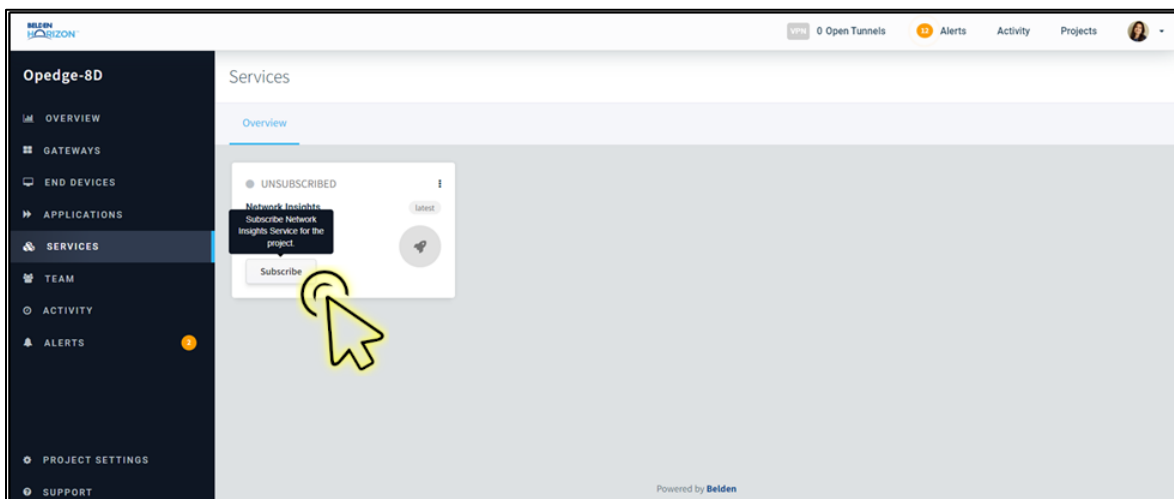 BELDEN
HORIZON
VPN 0 Open Tunnels 12 Alerts Activity Projects
Opedge-8D
Services
OVERVIEW
GATEWAYS
END DEVICES
APPLICATIONS
SERVICES
TEAM
ACTIVITY
ALERTS 2
PROJECT SETTINGS
SUPPORT
Overview
UNSUBSCRIBED
Network Insights latest
Subscribe Network
Insights Service for the
project.
Subscribe
Powered by Belden